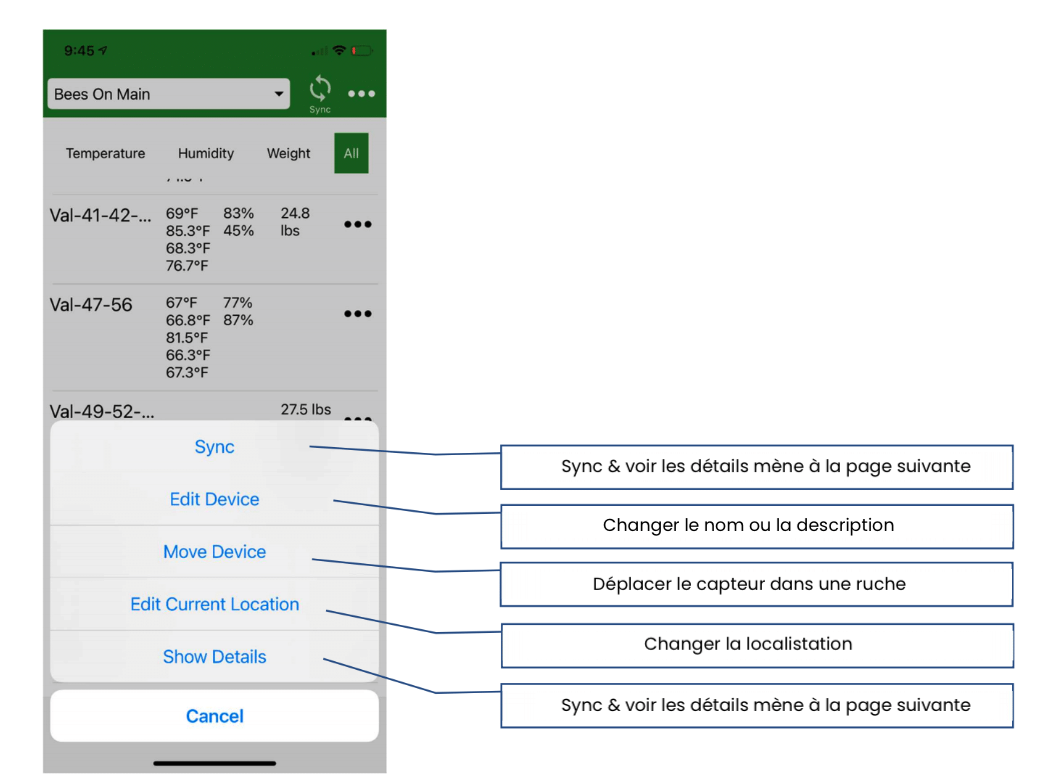 9:45
Bees On Main
Sync
Temperature Humidity Weight All
Val-41-42-... 69°F 83% 24.8
85.3°F 45% lbs
68.3°F
76.7°F
Val-47-56 67°F 77%
66.8°F 87%
81.5°F
66.3°F
67.3°F
Val-49-52-... 27.5 lbs
Sync
Sync & voir les détails mène à la page suivante
Edit Device
Changer le nom ou la description
Move Device
Déplacer le capteur dans une ruche
Edit Current Location
Changer la localistation
Show Details
Sync & voir les détails mène à la page suivante
Cancel